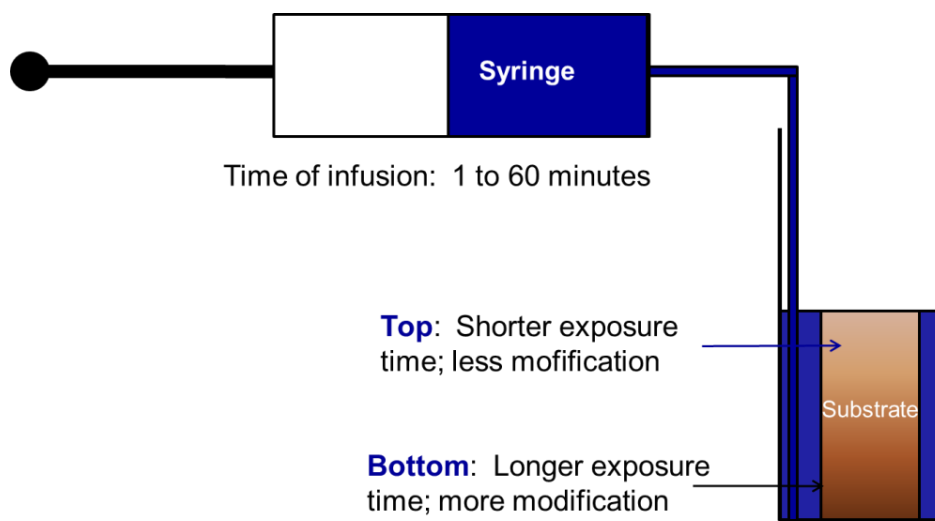 Syringe
Time of infusion: 1 to 60 minutes
Top: Shorter exposure
time; less mofification
Substrate
Bottom: Longer exposure
time; more modification